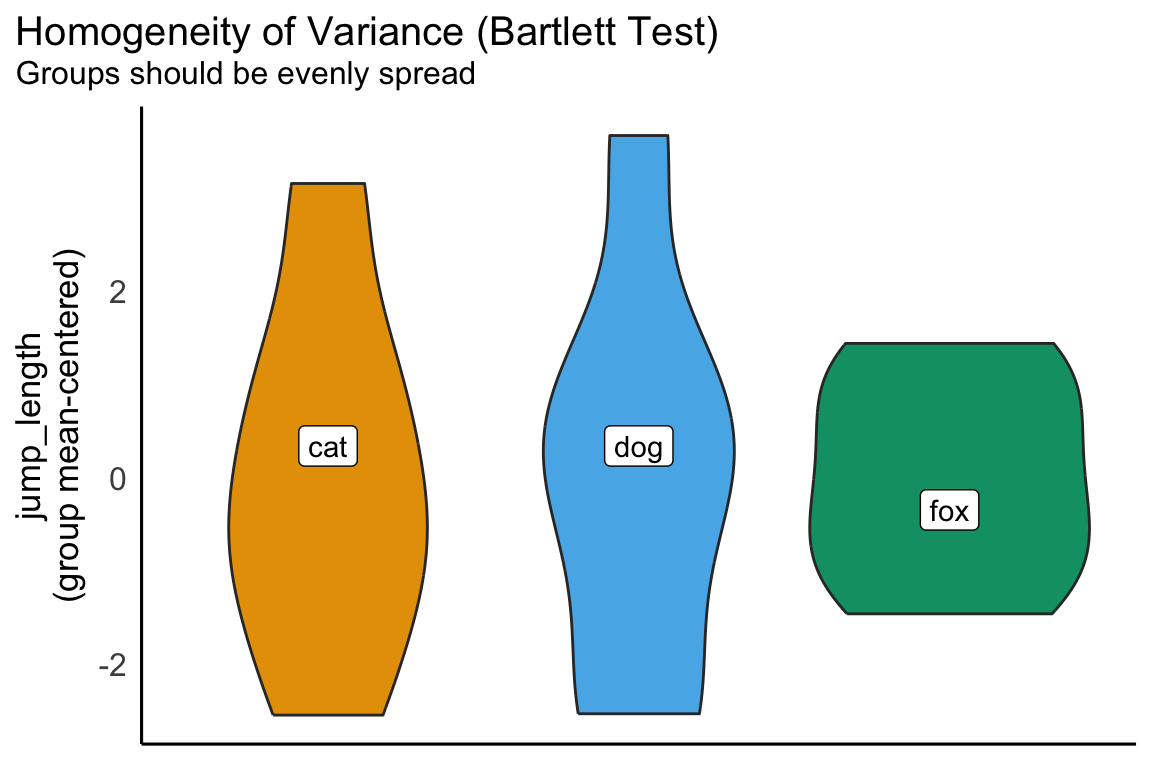 Homogeneity of Variance (Bartlett Test)
Groups should be evenly spread
jump_length
(group mean-centered)
2
0
-2
cat
dog
fox